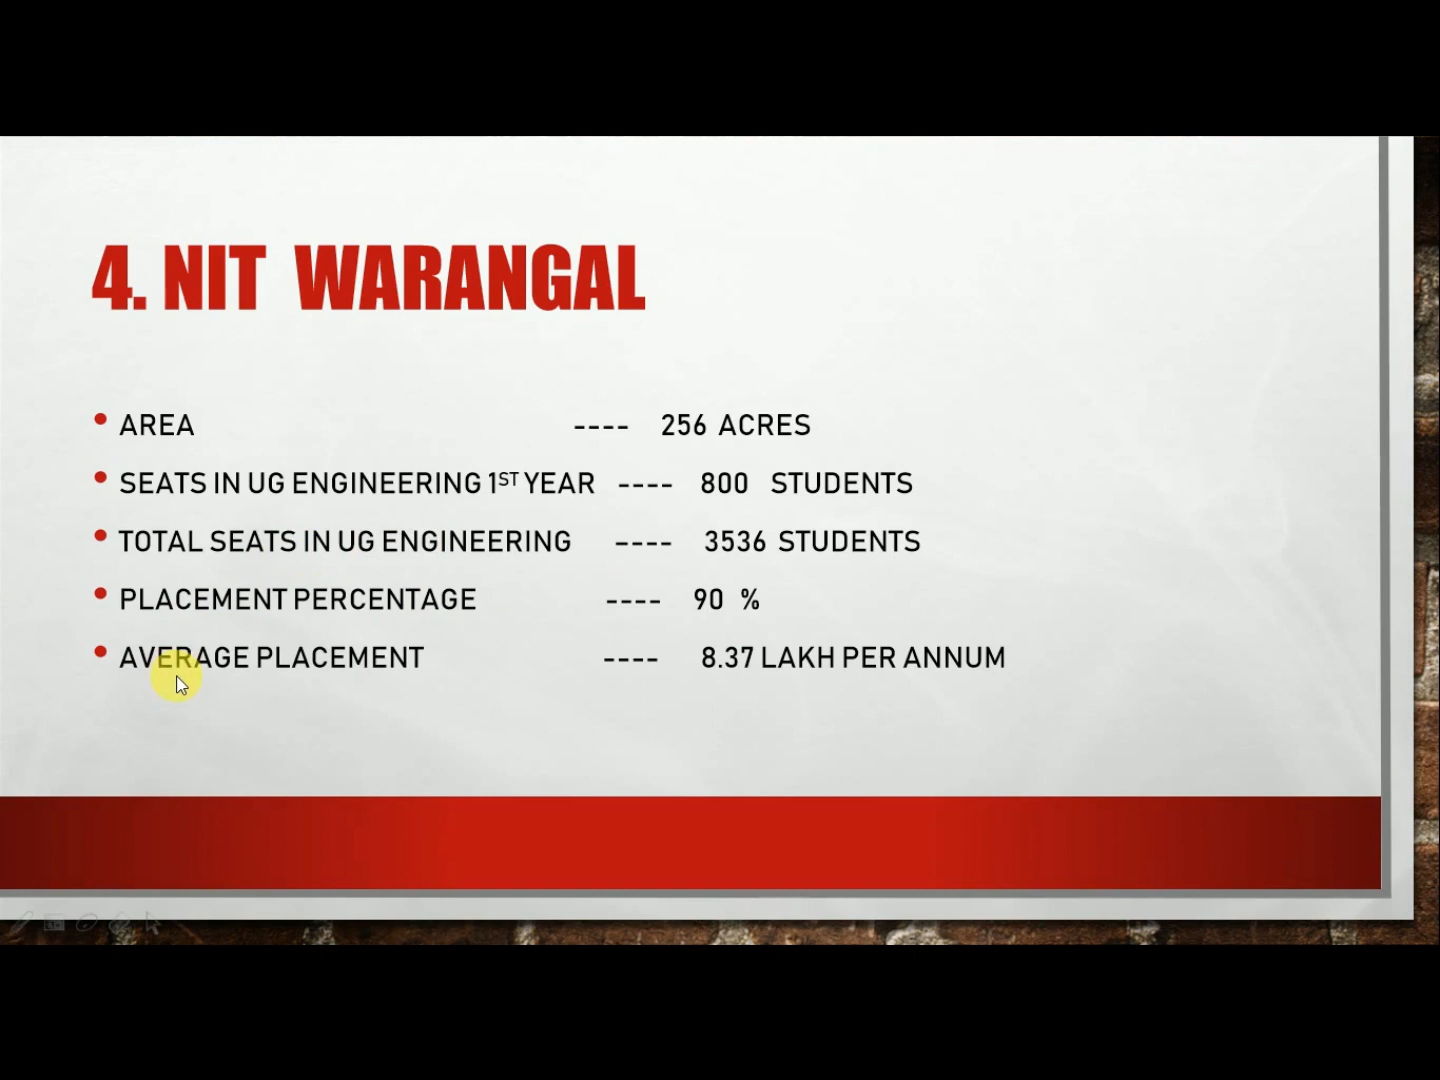 4. NIT WARANGAL
• AREA ---- 256 ACRES
• SEATS IN UG ENGINEERING 1ST YEAR ---- 800 STUDENTS
• TOTAL SEATS IN UG ENGINEERING ---- 3536 STUDENTS
• PLACEMENT PERCENTAGE ---- 90 %
• AVERAGE PLACEMENT ---- 8.37 LAKH PER ANNUM